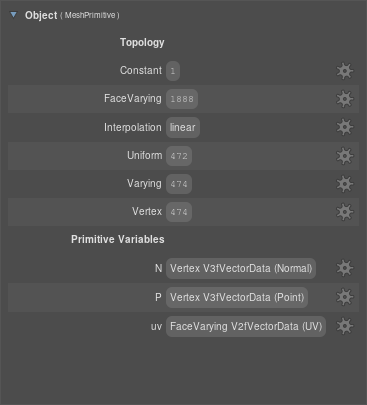 Object ( MeshPrimitive )
Topology
Constant 1
FaceVarying 1888
Interpolation linear
Uniform 472
Varying 474
Vertex 474
Primitive Variables
N Vertex V3fVectorData (Normal)
P Vertex V3fVectorData (Point)
uv FaceVarying V2fVectorData (UV)